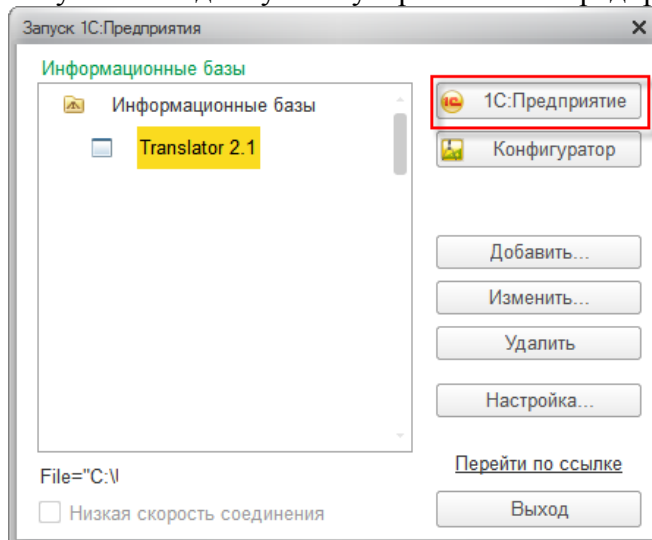 Запуск 1С:Предприятия
Информационные базы
Информационные базы
Translator 2.1
1С:Предприятие
Конфигуратор
Добавить...
Изменить...
Удалить
Настройка...
Перейти по ссылке
File="C:\
Низкая скорость соединения
Выход